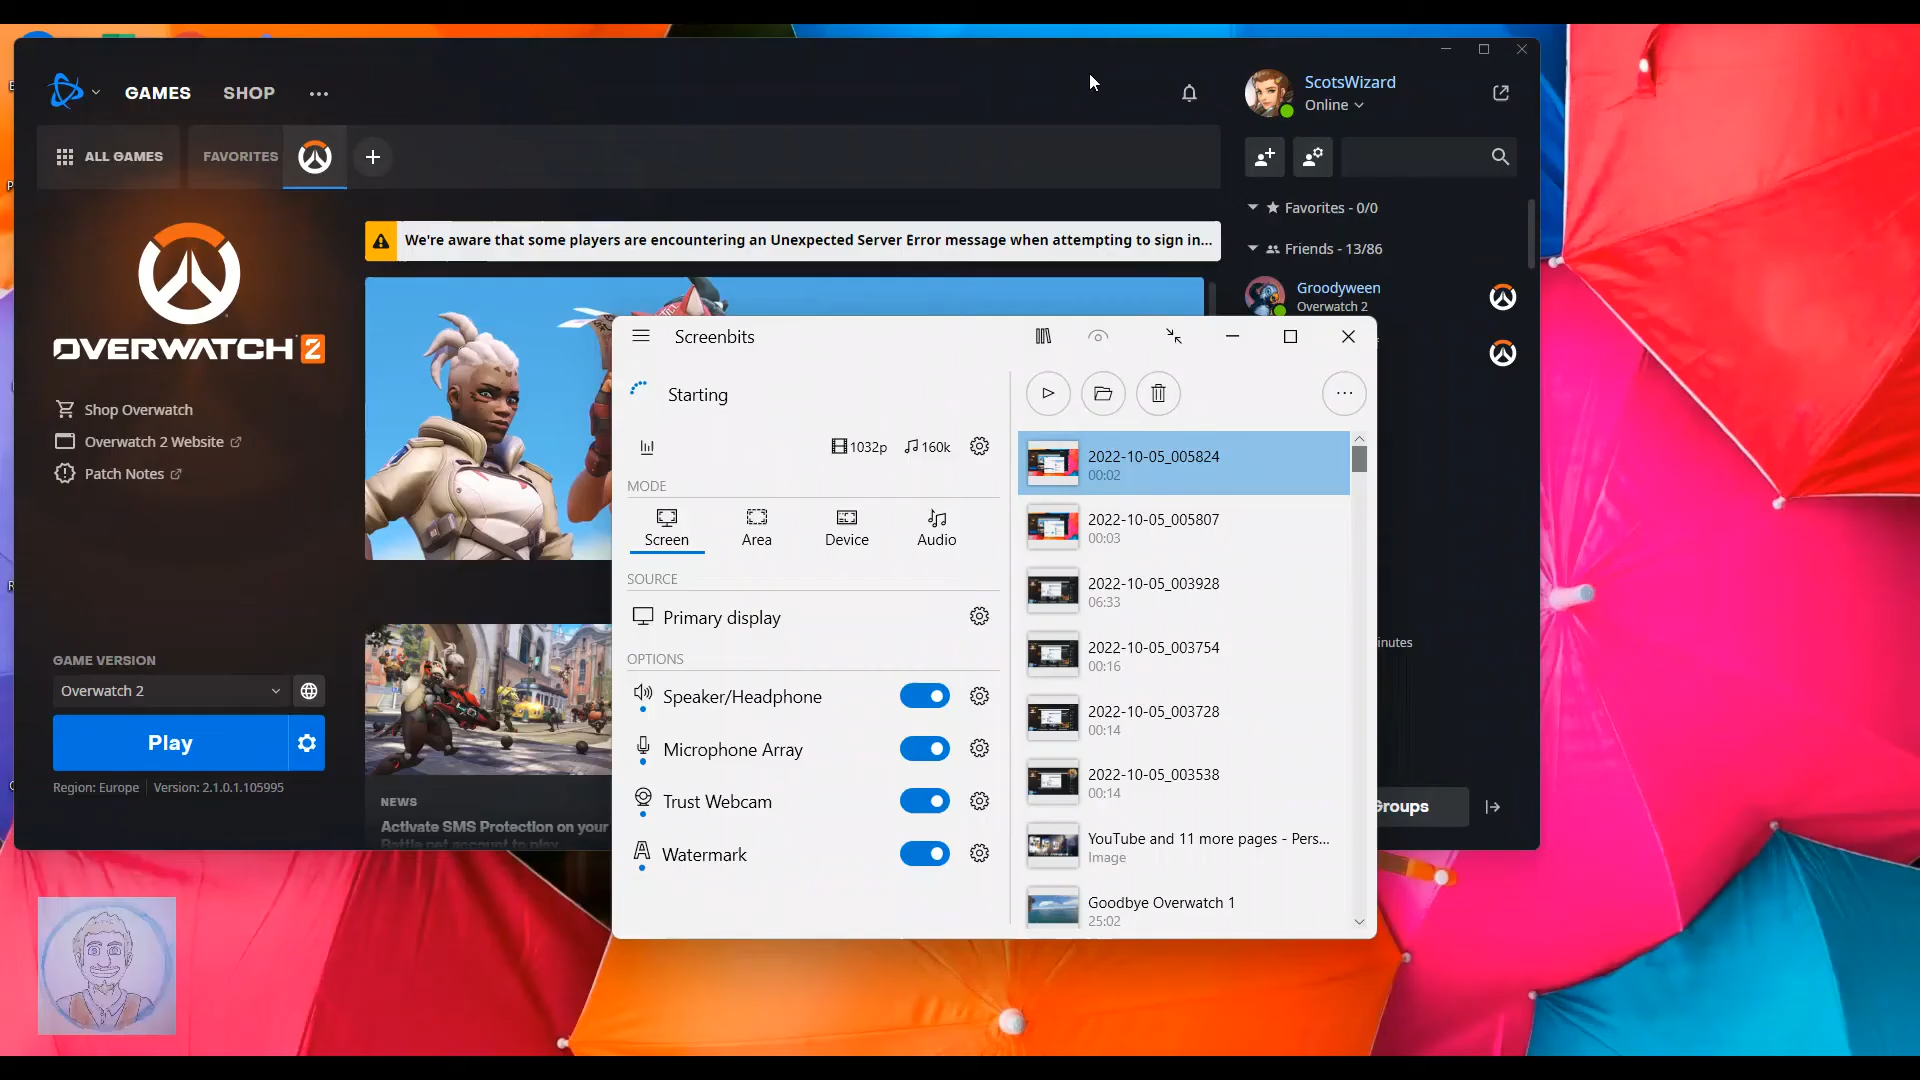 GAMES
SHOP
ScotsWizard
Online
ALL GAMES
FAVORITES
Favorites - 0/0
Friends - 13/86
Groodyween
Overwatch 2
We're aware that some players are encountering an Unexpected Server Error message when attempting to sign in...
OVERWATCH 2
Shop Overwatch
Overwatch 2 Website
Patch Notes
GAME VERSION
Overwatch 2
Play
Region: Europe
Version: 2.1.0.1.105995
NEWS
Activate SMS Protection on your
Battle.net account to play
inutes
Groups
Screenbits
Starting
1032p
160k
MODE
Screen
Area
Device
Audio
SOURCE
Primary display
OPTIONS
Speaker/Headphone
Microphone Array
Trust Webcam
Watermark
2022-10-05_005824
00:02
2022-10-05_005807
00:03
2022-10-05_003928
06:33
2022-10-05_003754
00:16
2022-10-05_003728
00:14
2022-10-05_003538
00:14
YouTube and 11 more pages - Pers...
Image
Goodbye Overwatch 1
25:02